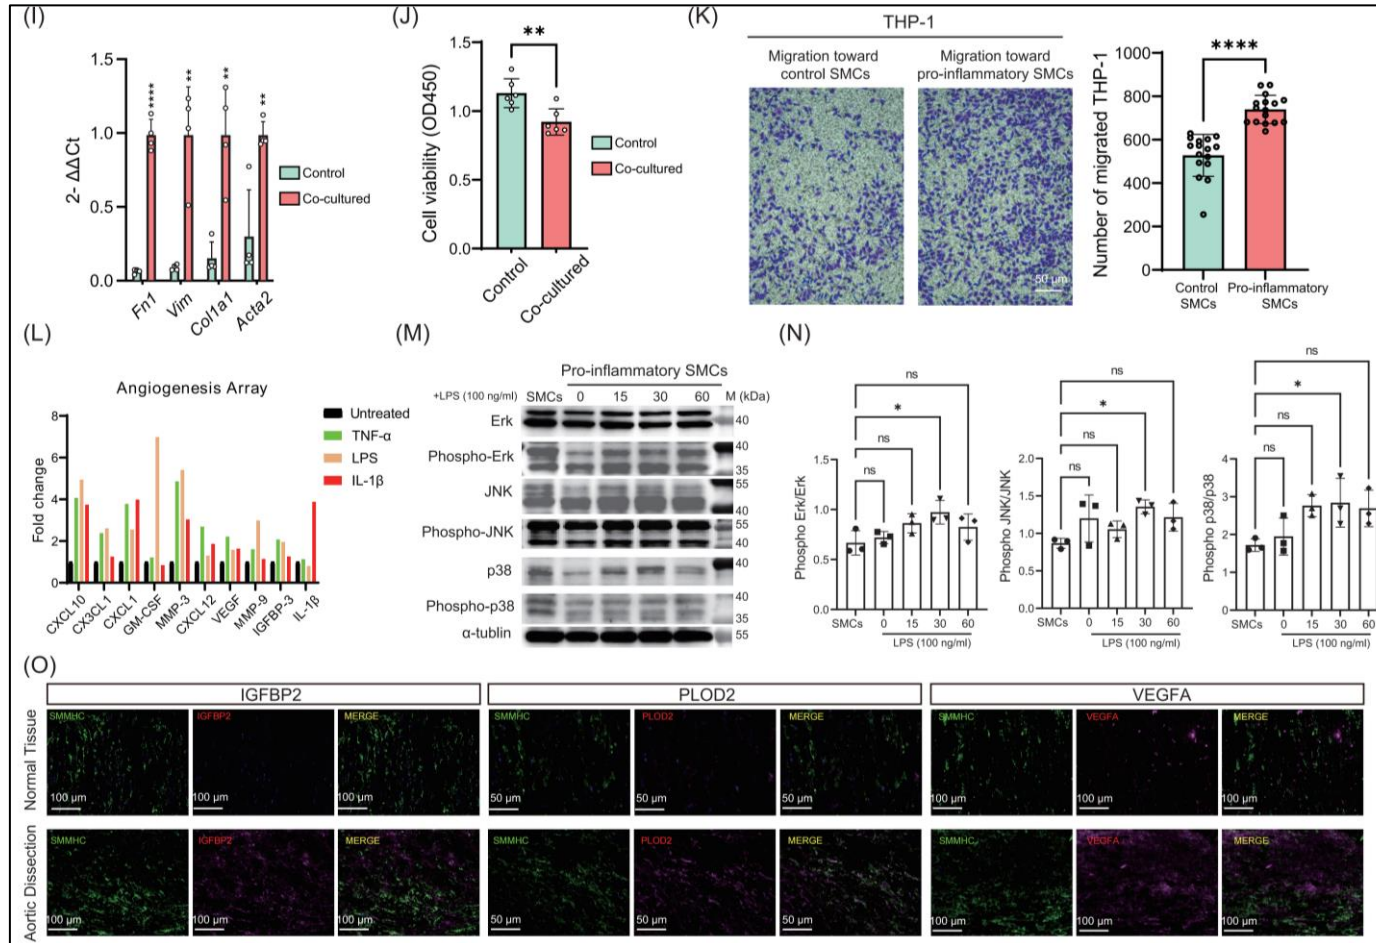 (I)
2- ΔΔCt
1.5
1.0
0.5
0.0
****
**
**
**
Fn1
Vim
Col1a1
Acta2
Control
Co-cultured
(J)
Cell viability (OD450)
1.5
1.0
0.5
0.0
**
Control
Co-cultured
Control
Co-cultured
(K)
THP-1
Migration toward
control SMCs
Migration toward
pro-inflammatory SMCs
50 μm
Number of migrated THP-1
1000
800
600
400
200
0
****
Control
SMCs
Pro-inflammatory
SMCs
(L)
Angiogenesis Array
Fold change
8
6
4
2
0
CXCL10
CX3CL1
CXCL1
GM-CSF
MMP-3
CXCL12
VEGF
MMP-9
IGFBP-3
IL-1β
Untreated
TNF-α
LPS
IL-1β
(M)
Pro-inflammatory SMCs
+LPS (100 ng/ml) SMCs 0 15 30 60 M (kDa)
Erk 40
Phospho-Erk 40
35
JNK 55
40
Phospho-JNK 55
40
p38 40
Phospho-p38 40
35
α-tublin 55
(N)
Phospho Erk/Erk
1.5
1.0
0.5
0.0
ns
*
ns
ns
SMCs 0 15 30 60
LPS (100 ng/ml)
Phospho JNK/JNK
2.0
1.5
1.0
0.5
0.0
ns
*
ns
ns
SMCs 0 15 30 60
LPS (100 ng/ml)
Phospho p38/p38
4
3
2
1
0
ns
*
ns
ns
SMCs 0 15 30 60
LPS (100 ng/ml)
(O)
IGFBP2 PLOD2 VEGFA
Normal Tissue
SMMHC IGFBP2 MERGE SMMHC PLOD2 MERGE SMMHC VEGFA MERGE
100 μm 100 μm 100 μm 50 μm 50 μm 50 μm 100 μm 100 μm 100 μm
Aortic Dissection
SMMHC IGFBP2 MERGE SMMHC PLOD2 MERGE SMMHC VEGFA MERGE
100 μm 100 μm 100 μm 50 μm 50 μm 50 μm 100 μm 100 μm 100 μm